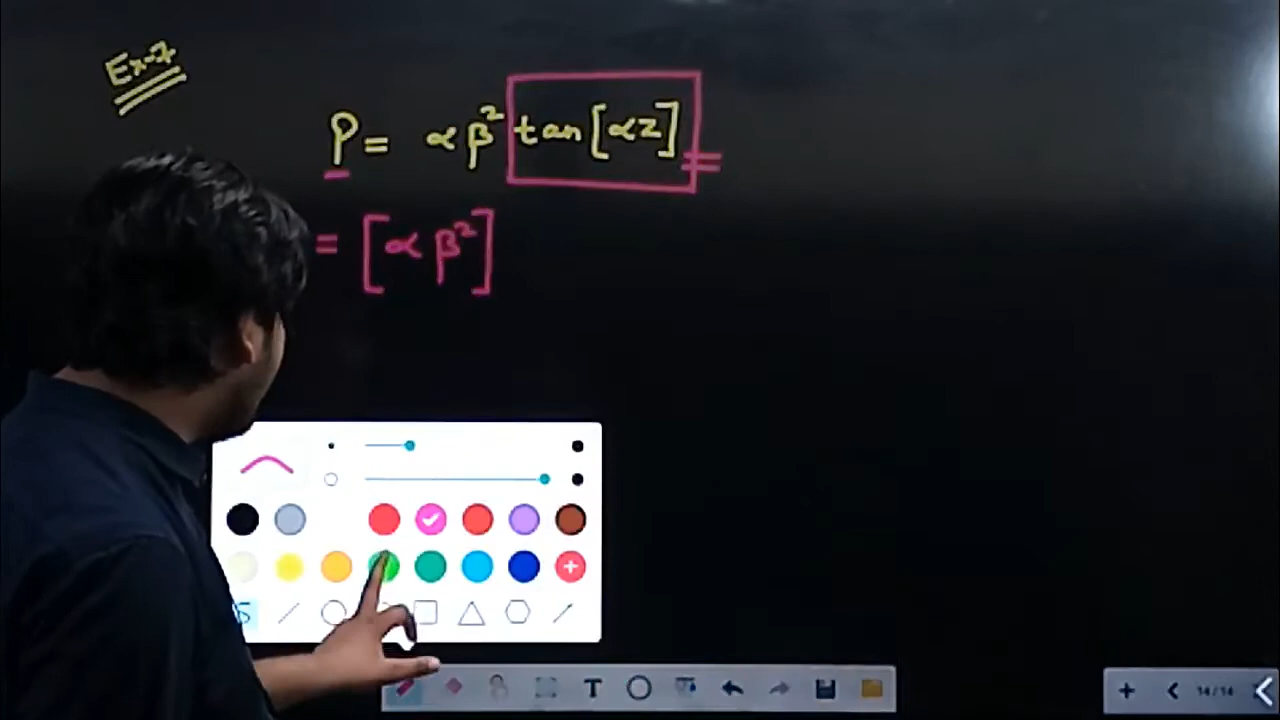 Ex-7
P = αβ² tan[αz]
= [αβ²]
T
14/14